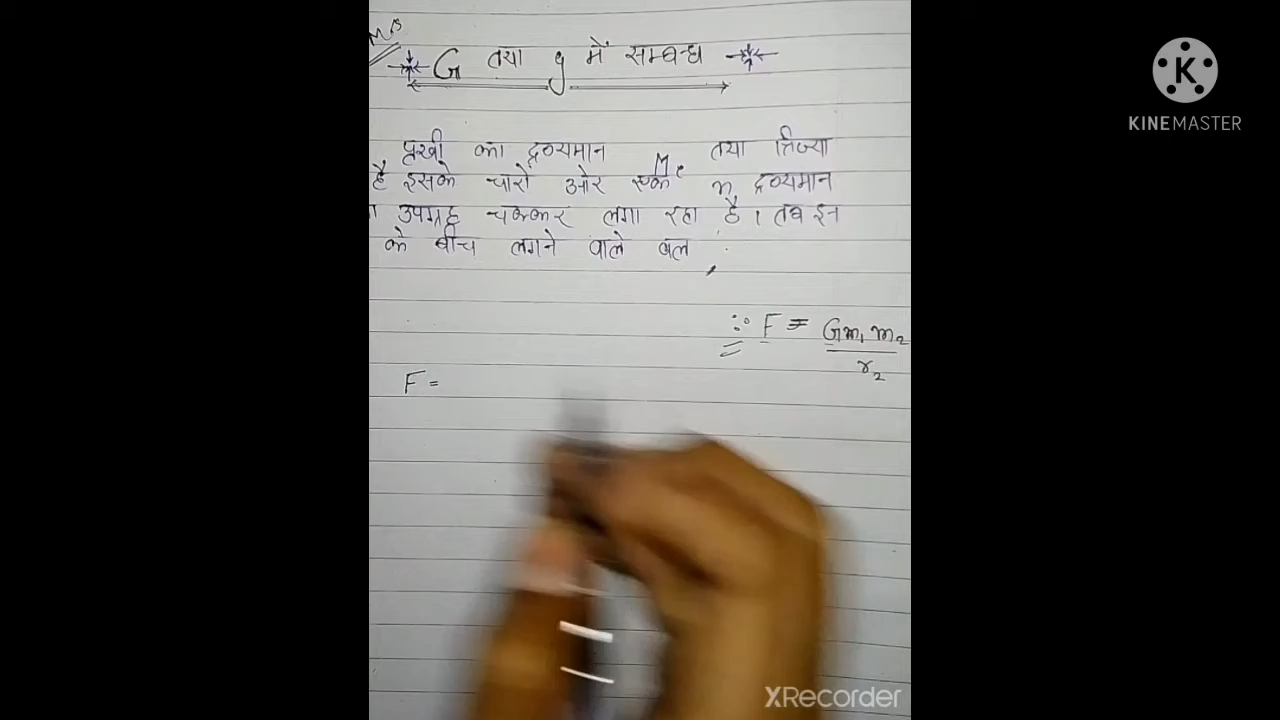 G तथा g में सम्बन्ध
पृथ्वी का द्रव्यमान Me तथा त्रिज्या
है इसके चारों ओर एक m द्रव्यमान
उपग्रह चक्कर लगा रहा है । तब इन
के बीच लगने वाले बल
∵ F = Gm₁m₂
r₂
F =
KINEMASTER
XRecorder